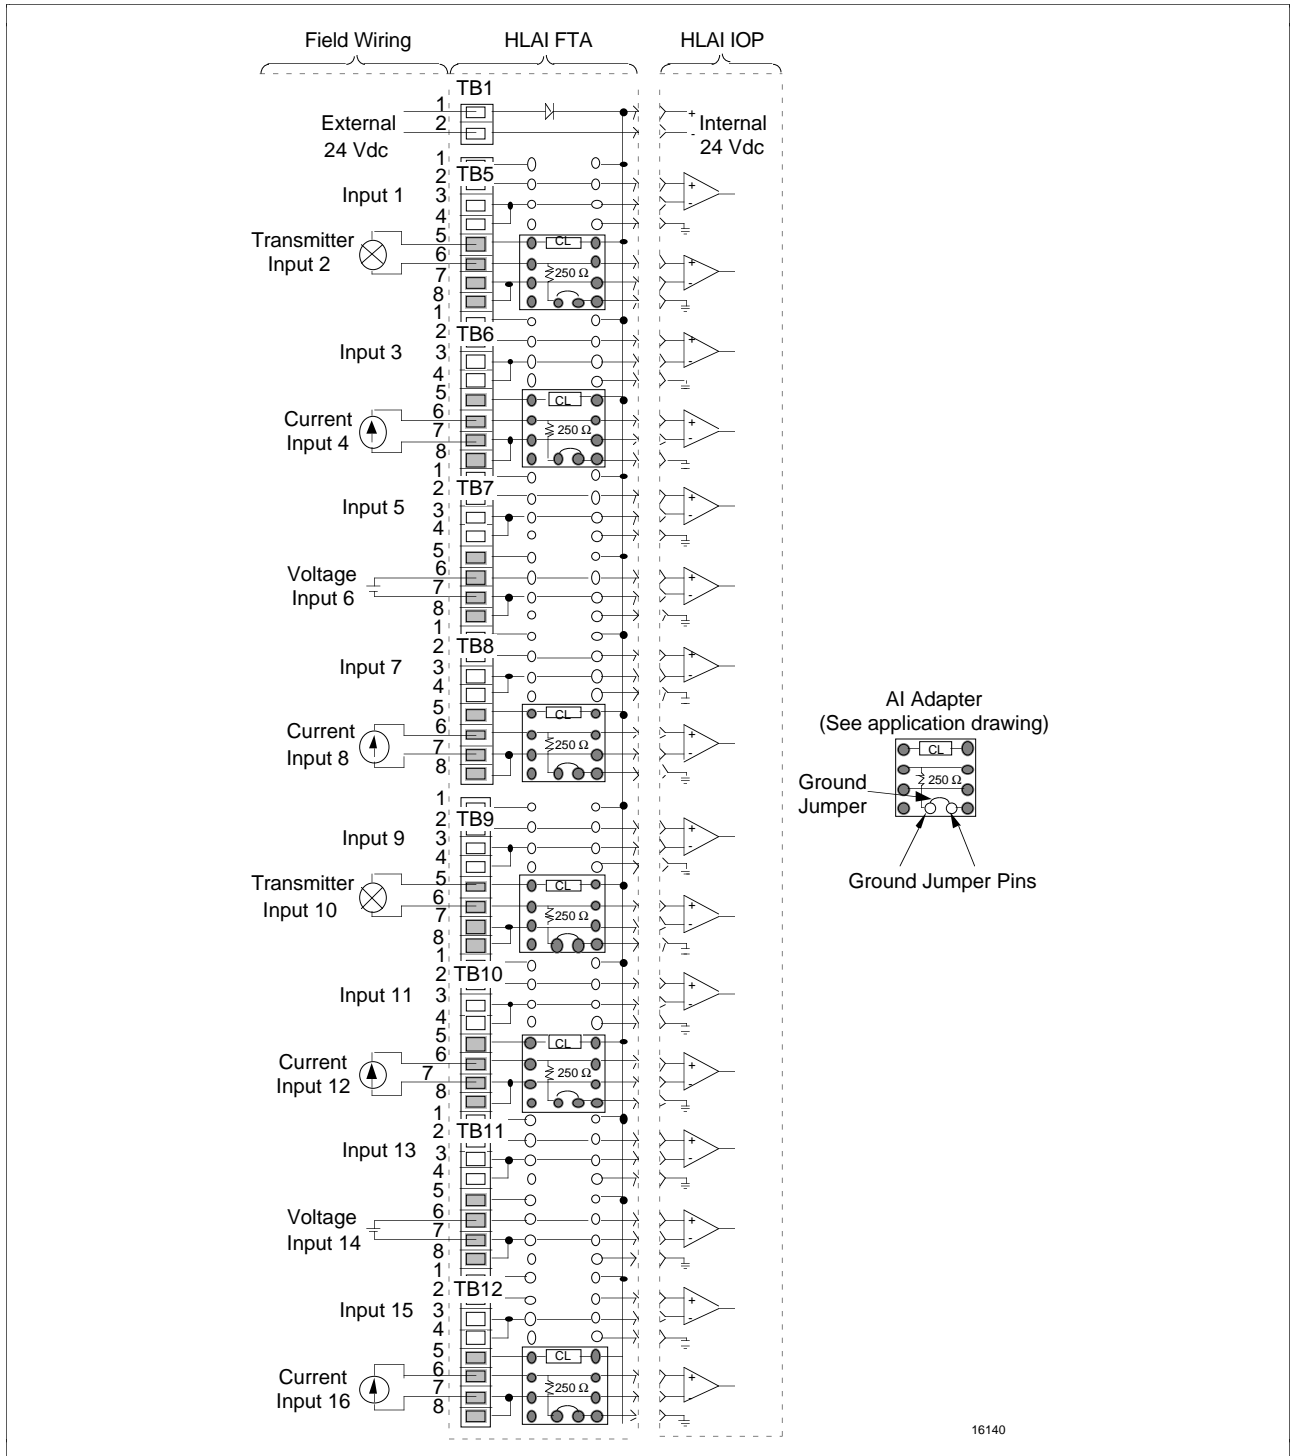 Field Wiring HLAI FTA HLAI IOP
TB1
1
2
External
24 Vdc
+
-
Internal
24 Vdc
1
2
3
4
5
6
7
8
TB5
Input 1
+
-
Transmitter
Input 2
CL
250 Ω
+
-
1
2
3
4
5
6
7
8
TB6
Input 3
+
-
Current
Input 4
CL
250 Ω
+
-
1
2
3
4
5
6
7
8
TB7
Input 5
+
-
Voltage
Input 6
+
-
1
2
3
4
5
6
7
8
TB8
Input 7
+
-
Current
Input 8
CL
250 Ω
+
-
AI Adapter
(See application drawing)
CL
250 Ω
Ground
Jumper
Ground Jumper Pins
1
2
3
4
5
6
7
8
TB9
Input 9
+
-
Transmitter
Input 10
CL
250 Ω
+
-
1
2
3
4
5
6
7
8
TB10
Input 11
+
-
Current
Input 12
CL
250 Ω
+
-
1
2
3
4
5
6
7
8
TB11
Input 13
+
-
Voltage
Input 14
+
-
1
2
3
4
5
6
7
8
TB12
Input 15
+
-
Current
Input 16
CL
250 Ω
+
-
16140